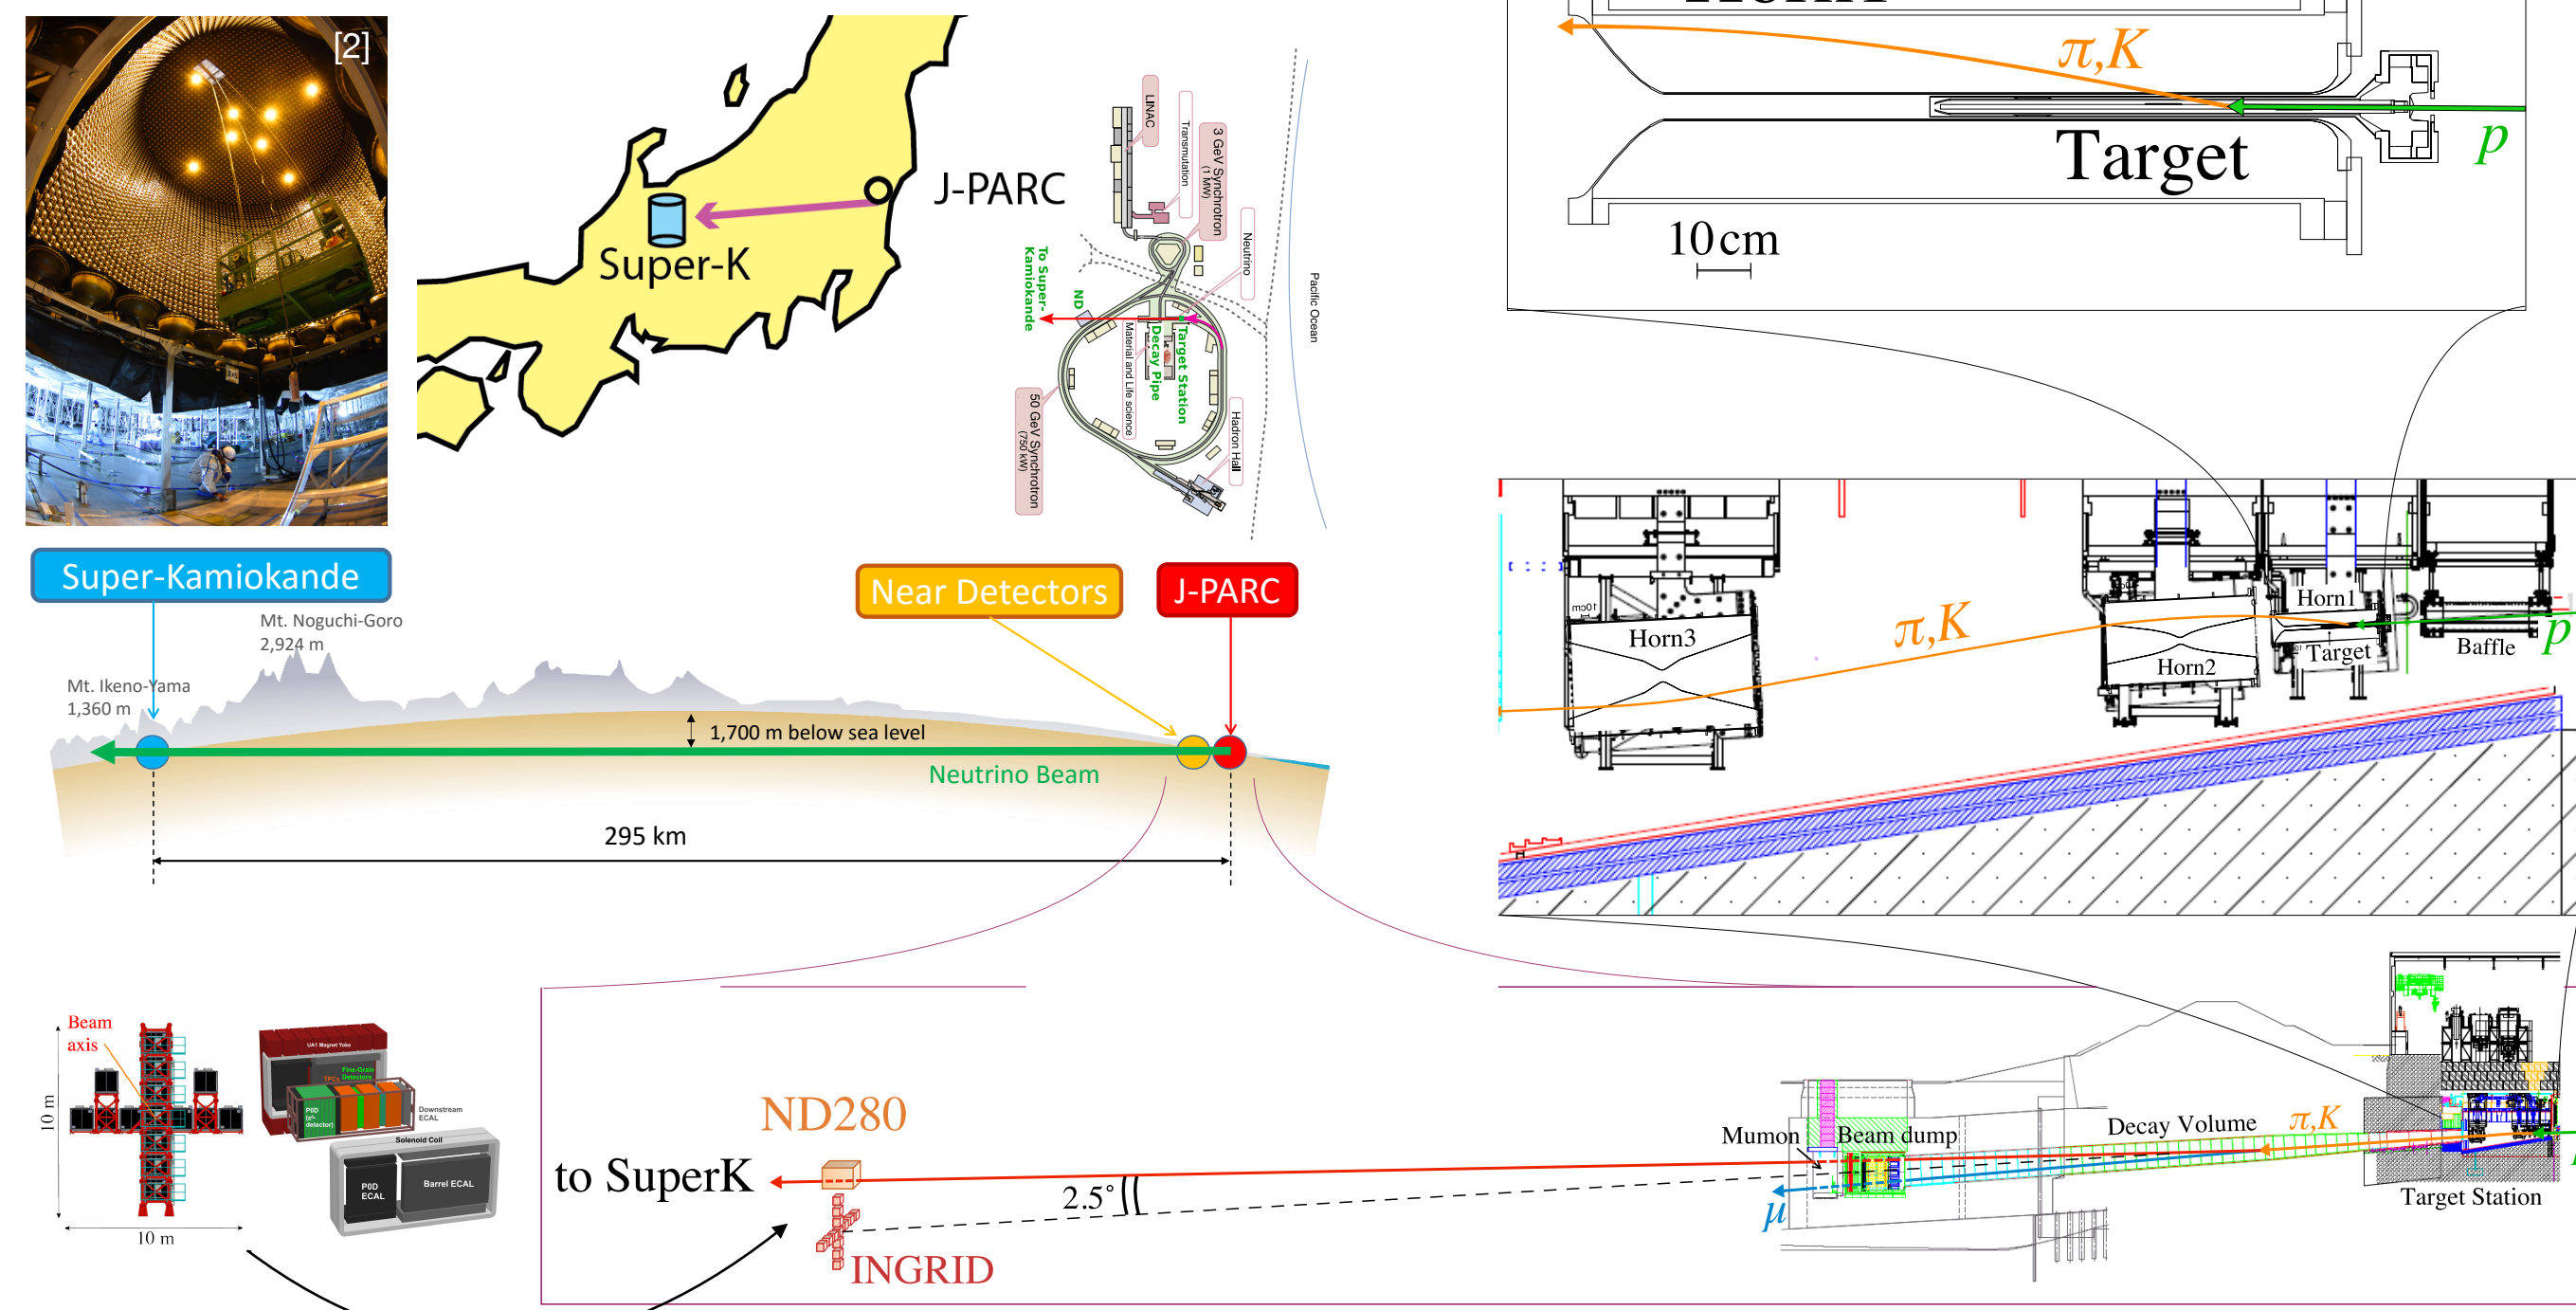 [2]
J-PARC
Super-K
LINAC
Transmutation
3 GeV Synchrotron
(1 MW)
Neutrino
To Super-
Kamiokande
ND
Target Station
Decay Pipe
Material and Life science
Pacific Ocean
50 GeV Synchrotron
(750 kW)
Hadron Hall
π,K
p
Target
10 cm
Super-Kamiokande
Near Detectors
J-PARC
Mt. Noguchi-Goro
2,924 m
Mt. Ikeno-Yama
1,360 m
1,700 m below sea level
Neutrino Beam
295 km
10cm
Horn3
π,K
Horn1
Horn2
Target
Baffle
p
Beam
axis
10 m
10 m
UA1 Magnet Yoke
TPCs
Fine-Grain
Detectors
P0D
(π⁰-
detector)
Downstream
ECAL
Solenoid Coil
P0D
ECAL
Barrel ECAL
ND280
to SuperK
INGRID
2.5°
Mumon
Beam dump
μ
Decay Volume
π,K
Target Station